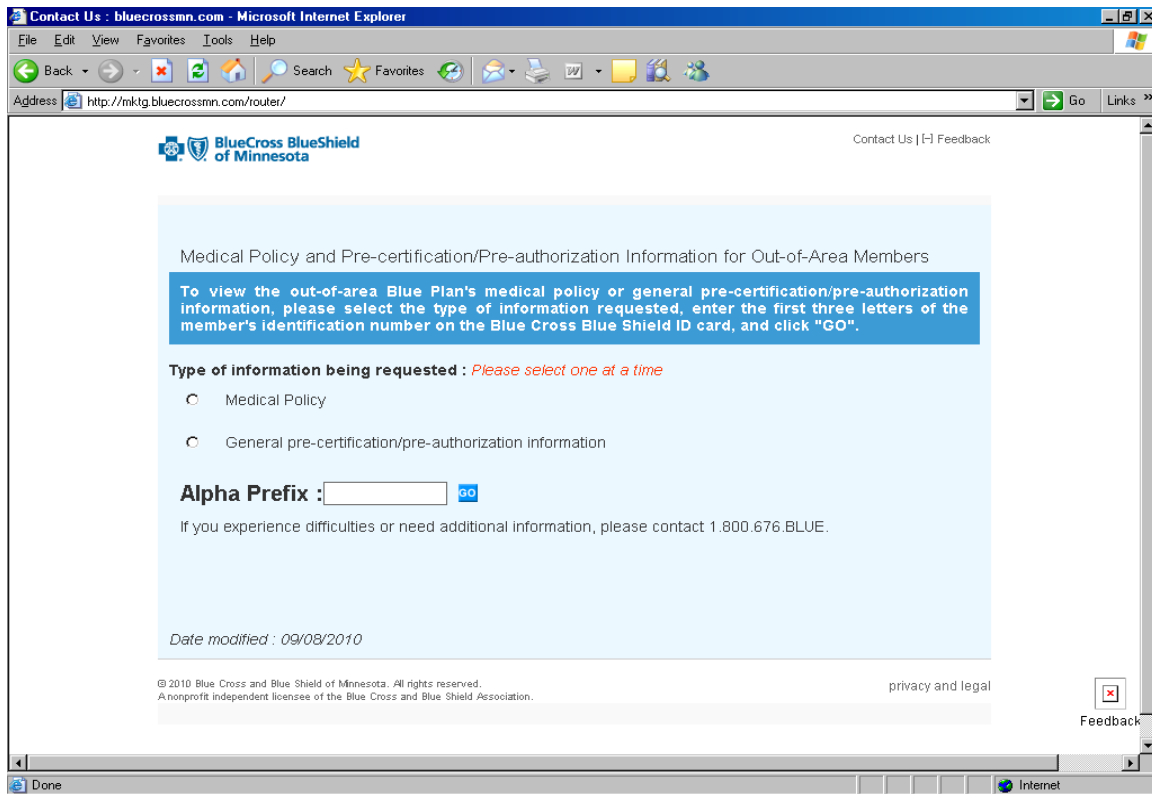 Contact Us : bluecrossmn.com - Microsoft Internet Explorer
File Edit View Favorites Tools Help
Back Search Favorites
Address http://mktg.bluecrossmn.com/router/ Go Links »
BlueCross BlueShield
of Minnesota
Contact Us | [-] Feedback
Medical Policy and Pre-certification/Pre-authorization Information for Out-of-Area Members
To view the out-of-area Blue Plan's medical policy or general pre-certification/pre-authorization
information, please select the type of information requested, enter the first three letters of the
member's identification number on the Blue Cross Blue Shield ID card, and click "GO".
Type of information being requested : Please select one at a time
Medical Policy
General pre-certification/pre-authorization information
Alpha Prefix : GO
If you experience difficulties or need additional information, please contact 1.800.676.BLUE.
Date modified : 09/08/2010
© 2010 Blue Cross and Blue Shield of Minnesota. All rights reserved.
A nonprofit independent licensee of the Blue Cross and Blue Shield Association.
privacy and legal
Feedback
Done Internet